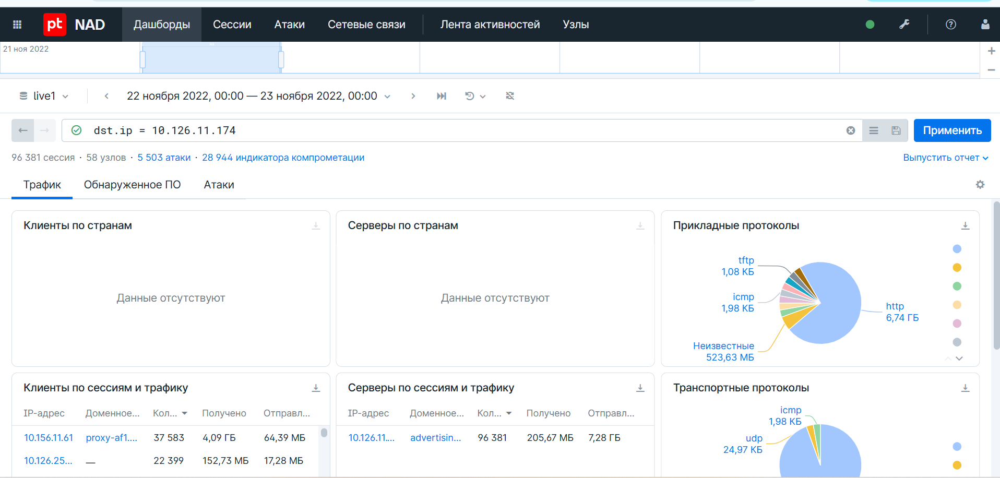 pt NAD Дашборды Сессии Атаки Сетевые связи Лента активностей Узлы
21 ноя 2022
live1 22 ноября 2022, 00:00 — 23 ноября 2022, 00:00
dst.ip = 10.126.11.174 Применить
96 381 сессия · 58 узлов · 5 503 атаки · 28 944 индикатора компрометации Выпустить отчет
Трафик Обнаруженное ПО Атаки
Клиенты по странам
Данные отсутствуют
Серверы по странам
Данные отсутствуют
Прикладные протоколы
tftp
1,08 КБ
icmp
1,98 КБ
http
6,74 ГБ
Неизвестные
523,63 МБ
Клиенты по сессиям и трафику
IP-адрес Доменное... Кол... Получено Отправл...
10.156.11.61 proxy-af1.... 37 583 4,09 ГБ 64,39 МБ
10.126.25... — 22 399 152,73 МБ 17,28 МБ
Серверы по сессиям и трафику
IP-адрес Доменное... Кол... Получено Отправл...
10.126.11.... advertisin... 96 381 205,67 МБ 7,28 ГБ
Транспортные протоколы
icmp
1,98 КБ
udp
24,97 КБ